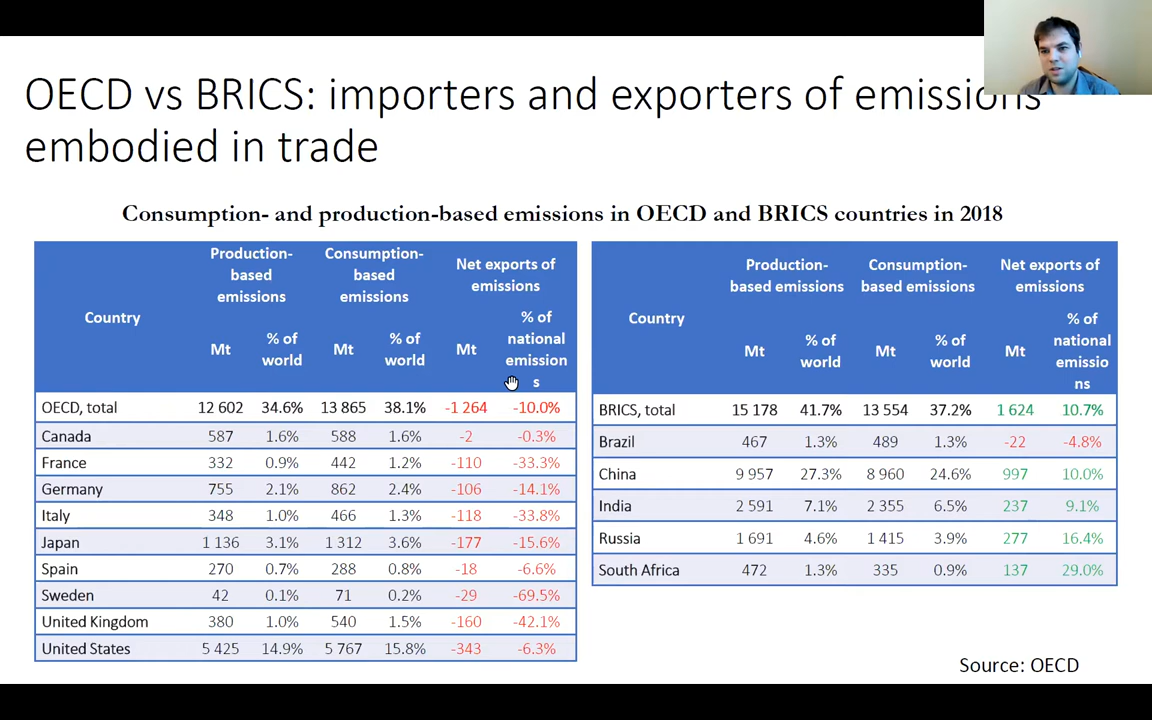 OECD vs BRICS: importers and exporters of emissions
embodied in trade
Consumption- and production-based emissions in OECD and BRICS countries in 2018
Country Production-based emissions Consumption-based emissions Net exports of emissions
Mt % of world Mt % of world Mt % of national emissions
OECD, total 12 602 34.6% 13 865 38.1% -1 264 -10.0%
Canada 587 1.6% 588 1.6% -2 -0.3%
France 332 0.9% 442 1.2% -110 -33.3%
Germany 755 2.1% 862 2.4% -106 -14.1%
Italy 348 1.0% 466 1.3% -118 -33.8%
Japan 1 136 3.1% 1 312 3.6% -177 -15.6%
Spain 270 0.7% 288 0.8% -18 -6.6%
Sweden 42 0.1% 71 0.2% -29 -69.5%
United Kingdom 380 1.0% 540 1.5% -160 -42.1%
United States 5 425 14.9% 5 767 15.8% -343 -6.3%
Country Production-based emissions Consumption-based emissions Net exports of emissions
Mt % of world Mt % of world Mt % of national emissions
BRICS, total 15 178 41.7% 13 554 37.2% 1 624 10.7%
Brazil 467 1.3% 489 1.3% -22 -4.8%
China 9 957 27.3% 8 960 24.6% 997 10.0%
India 2 591 7.1% 2 355 6.5% 237 9.1%
Russia 1 691 4.6% 1 415 3.9% 277 16.4%
South Africa 472 1.3% 335 0.9% 137 29.0%
Source: OECD